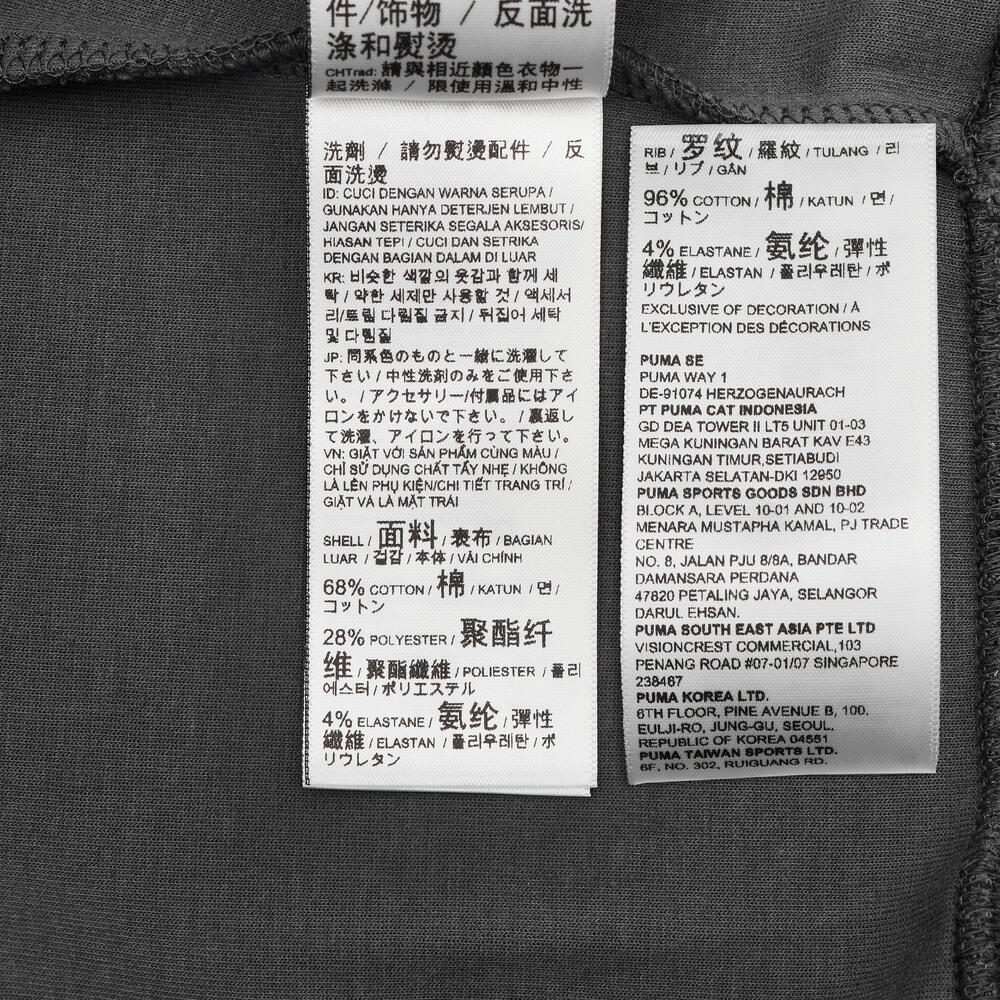 件/饰物 / 反面洗
涤和熨烫
CHTrad: 請與相近顏色衣物一
起洗滌 / 限使用溫和中性
洗劑 / 請勿熨燙配件 / 反
面洗燙
ID: CUCI DENGAN WARNA SERUPA /
GUNAKAN HANYA DETERJEN LEMBUT /
JANGAN SETERIKA SEGALA AKSESORIS/
HIASAN TEPI / CUCI DAN SETRIKA
DENGAN BAGIAN DALAM DI LUAR
KR: 비슷한 색깔의 옷감과 함께 세
탁 / 약한 세제만 사용할 것 / 액세서
리/트림 다림질 금지 / 뒤집어 세탁
및 다림질
JP: 同系色のものと一緒に洗濯して
下さい / 中性洗剤のみをご使用下さ
い。 / アクセサリー/付属品にはアイ
ロンをかけないで下さい。 / 裏返し
て洗濯、アイロンを行って下さい。
VN: GIẶT VỚI SẢN PHẨM CÙNG MÀU /
CHỈ SỬ DỤNG CHẤT TẨY NHẸ / KHÔNG
LÀ LÊN PHỤ KIỆN/CHI TIẾT TRANG TRÍ /
GIẶT VÀ LÀ MẶT TRÁI
SHELL / 面料 / 表布 / BAGIAN
LUAR / 겉감 / 本体 / VẢI CHÍNH
68% COTTON / 棉 / KATUN / 면 /
コットン
28% POLYESTER / 聚酯纤
维 / 聚酯纖維 / POLIESTER / 폴리
에스터 / ポリエステル
4% ELASTANE / 氨纶 / 彈性
纖維 / ELASTAN / 폴리우레탄 / ポ
リウレタン
RIB / 罗纹 / 羅紋 / TULANG / 리
브 / リブ / GÂN
96% COTTON / 棉 / KATUN / 면 /
コットン
4% ELASTANE / 氨纶 / 彈性
纖維 / ELASTAN / 폴리우레탄 / ポ
リウレタン
EXCLUSIVE OF DECORATION / À
L'EXCEPTION DES DÉCORATIONS
PUMA SE
PUMA WAY 1
DE-91074 HERZOGENAURACH
PT PUMA CAT INDONESIA
GD DEA TOWER II LT5 UNIT 01-03
MEGA KUNINGAN BARAT KAV E43
KUNINGAN TIMUR,SETIABUDI
JAKARTA SELATAN-DKI 12950
PUMA SPORTS GOODS SDN BHD
BLOCK A, LEVEL 10-01 AND 10-02
MENARA MUSTAPHA KAMAL, PJ TRADE
CENTRE
NO. 8, JALAN PJU 8/8A, BANDAR
DAMANSARA PERDANA
47820 PETALING JAYA, SELANGOR
DARUL EHSAN.
PUMA SOUTH EAST ASIA PTE LTD
VISIONCREST COMMERCIAL,103
PENANG ROAD #07-01/07 SINGAPORE
238467
PUMA KOREA LTD.
6TH FLOOR, PINE AVENUE B, 100,
EULJI-RO, JUNG-GU, SEOUL,
REPUBLIC OF KOREA 04551
PUMA TAIWAN SPORTS LTD.
6F, NO. 302, RUIGUANG RD.